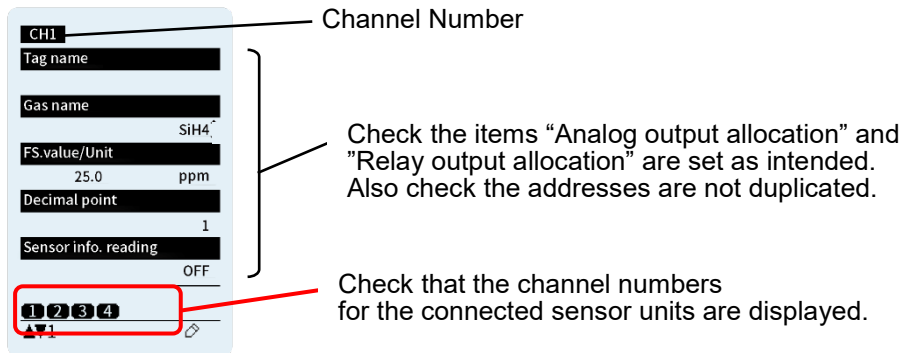 Channel Number
CH1
Tag name
Gas name
SiH4
FS.value/Unit
25.0 ppm
Decimal point
1
Sensor info. reading
OFF
1 2 3 4
▲▼1
Check the items “Analog output allocation” and
”Relay output allocation” are set as intended.
Also check the addresses are not duplicated.
Check that the channel numbers
for the connected sensor units are displayed.